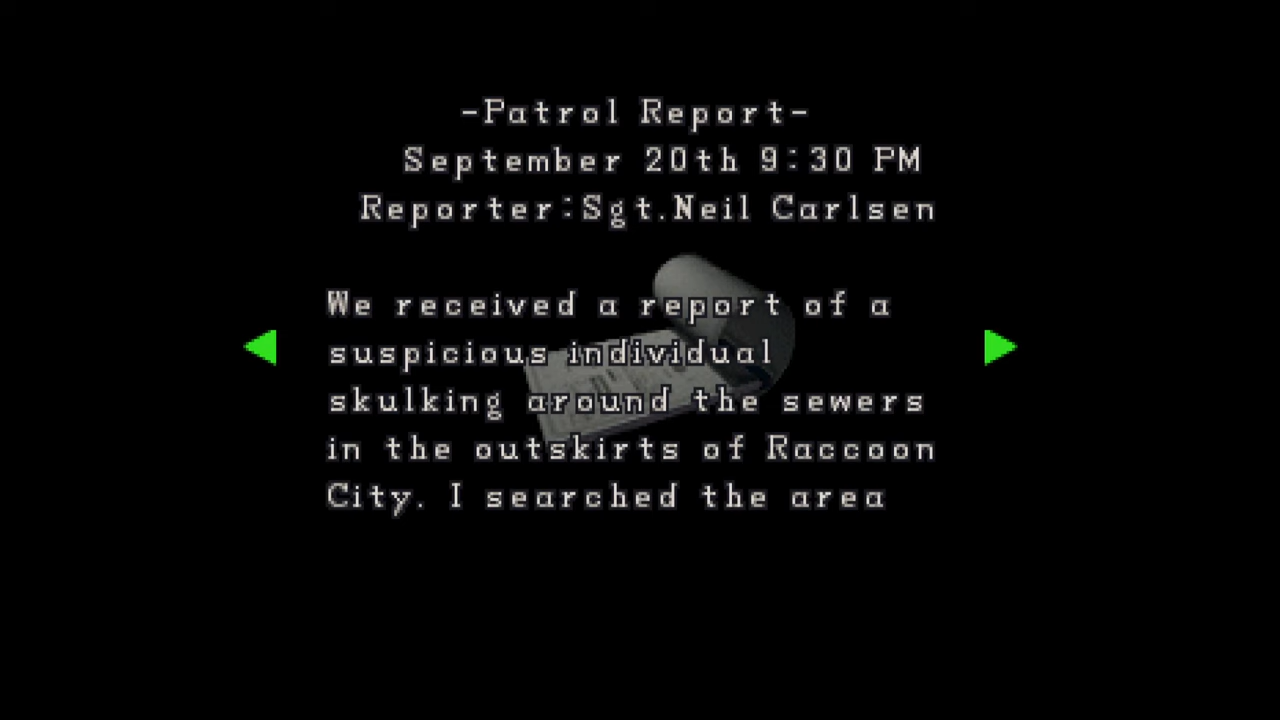 -Patrol Report-
September 20th 9:30 PM
Reporter:Sgt.Neil Carlsen
We received a report of a
suspicious individual
skulking around the sewers
in the outskirts of Raccoon
City. I searched the area